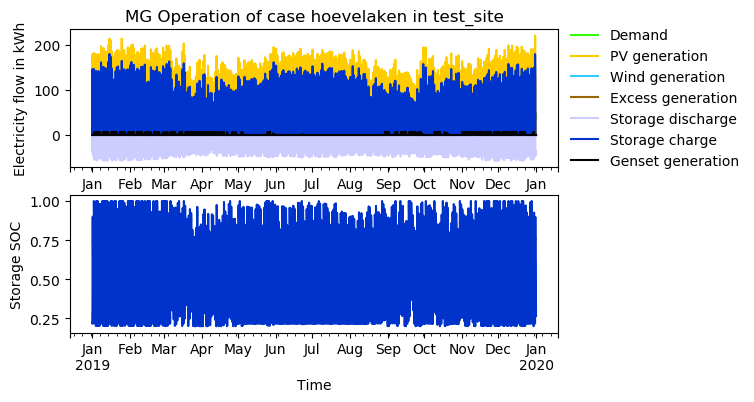 MG Operation of case hoevelaken in test_site
Electricity flow in kWh
200
100
0
Jan Feb Mar Apr May Jun Jul Aug Sep Oct Nov Dec Jan
Demand
PV generation
Wind generation
Excess generation
Storage discharge
Storage charge
Genset generation
Storage SOC
1.00
0.75
0.50
0.25
Jan Feb Mar Apr May Jun Jul Aug Sep Oct Nov Dec Jan
2019 2020
Time